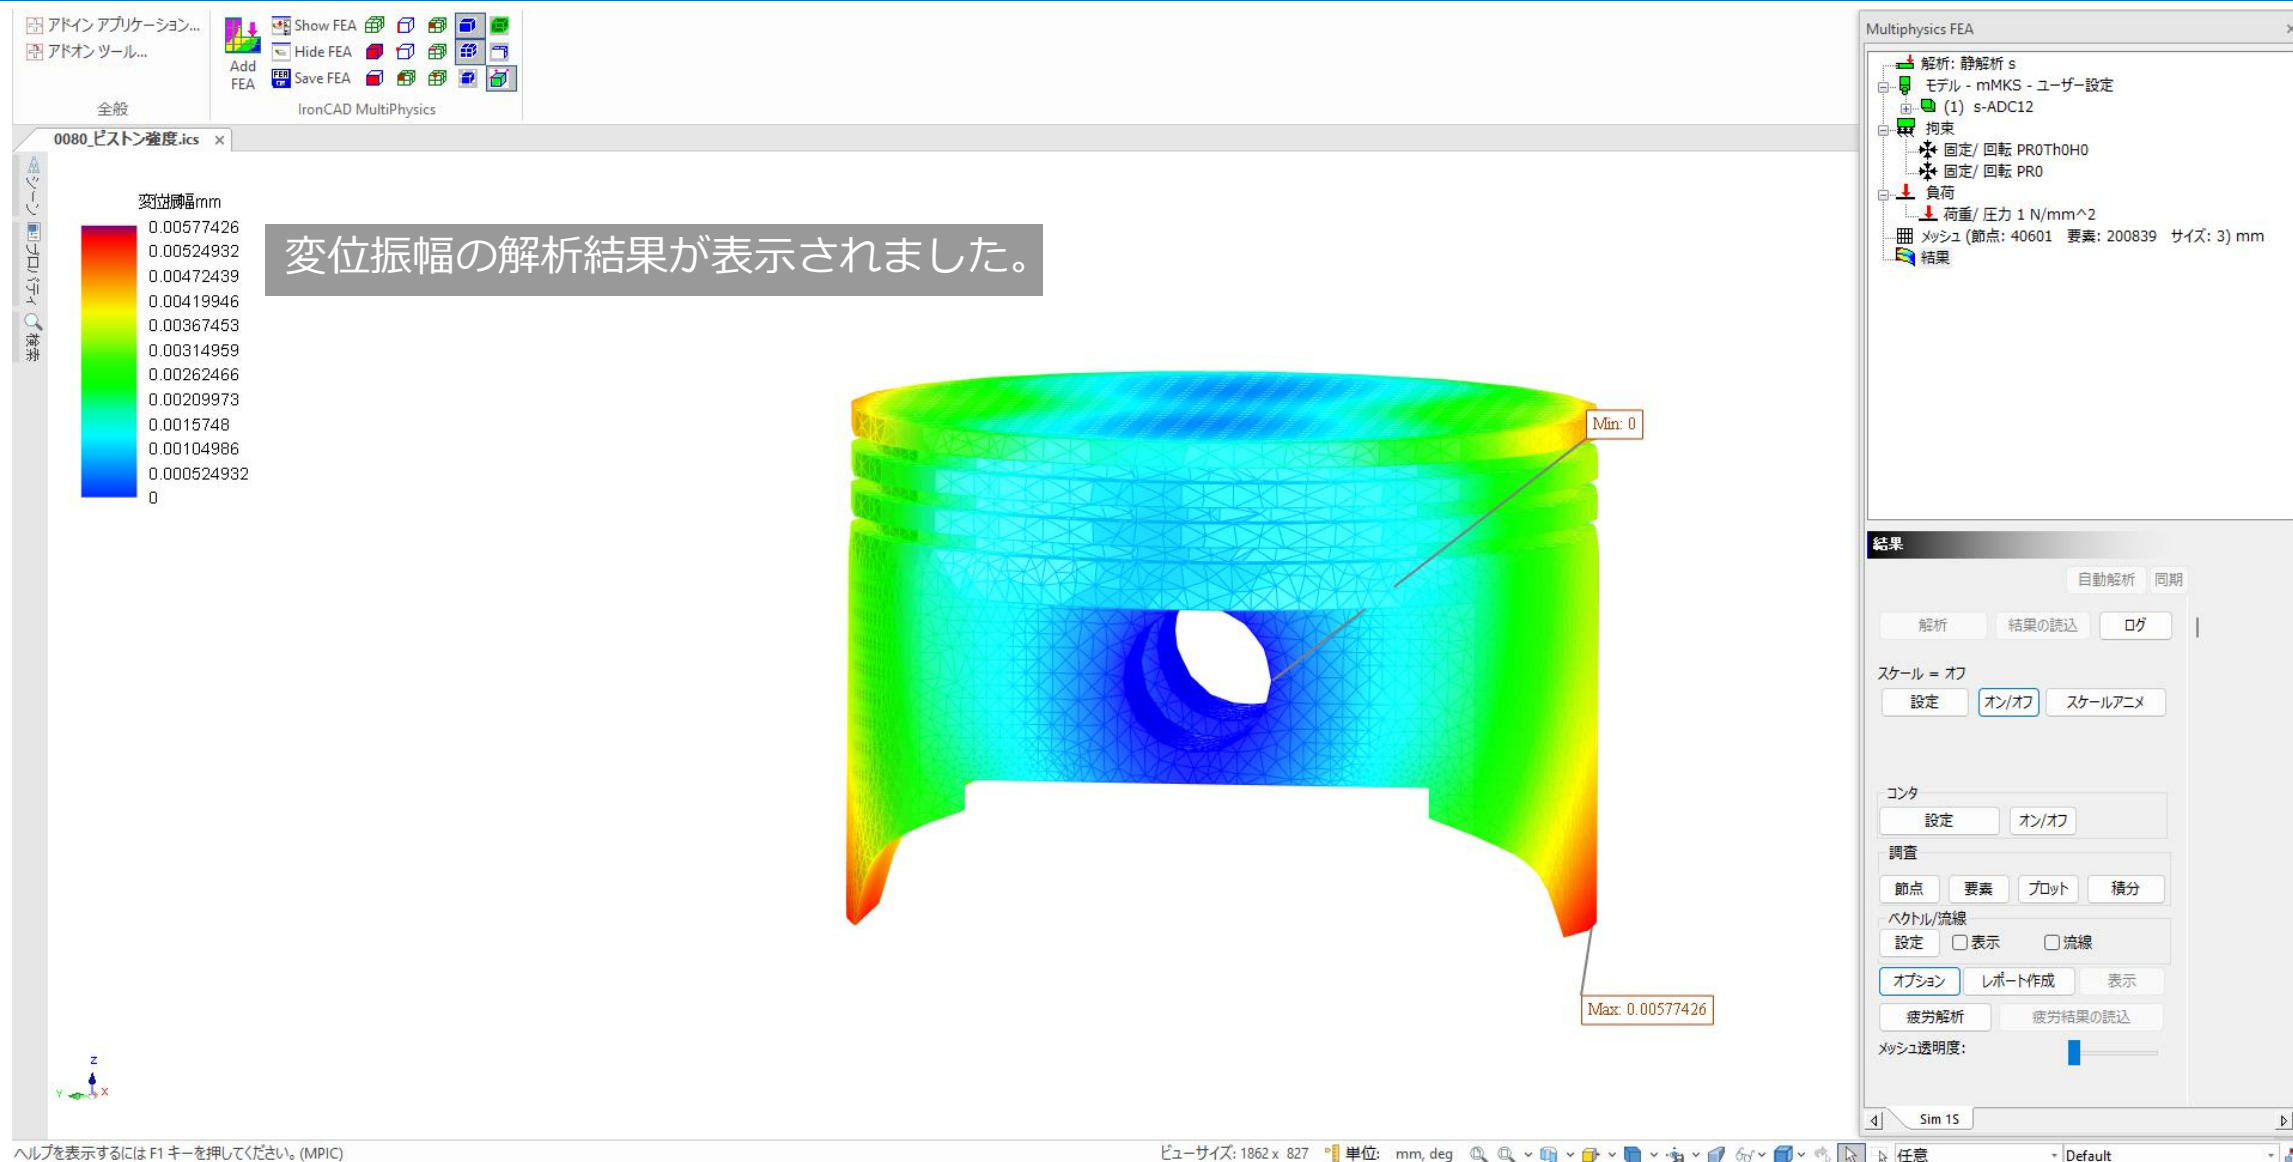 アドイン アプリケーション...
アドオン ツール...
全般
Add
FEA
Show FEA
Hide FEA
Save FEA
IronCAD MultiPhysics
0080_ピストン強度.ics ×
シーン
プロパティ
検索
変位振幅mm
0.00577426
0.00524932
0.00472439
0.00419946
0.00367453
0.00314959
0.00262466
0.00209973
0.0015748
0.00104986
0.000524932
0
変位振幅の解析結果が表示されました。
Min: 0
Max: 0.00577426
Z
Y
X
Multiphysics FEA
解析: 静解析 s
モデル - mMKS - ユーザー設定
(1) s-ADC12
拘束
固定/ 回転 PR0Th0H0
固定/ 回転 PR0
負荷
荷重/ 圧力 1 N/mm^2
メッシュ (節点: 40601 要素: 200839 サイズ: 3) mm
結果
結果
自動解析 同期
解析 結果の読込 ログ
スケール = オフ
設定 オン/オフ スケールアニメ
コンタ
設定 オン/オフ
調査
節点 要素 プロット 積分
ベクトル/流線
設定 表示 流線
オプション レポート作成 表示
疲労解析 疲労結果の読込
メッシュ透明度:
Sim 1S
ヘルプを表示するには F1 キーを押してください。(MPIC)
ビューサイズ: 1862 x 827 単位: mm, deg 任意 Default